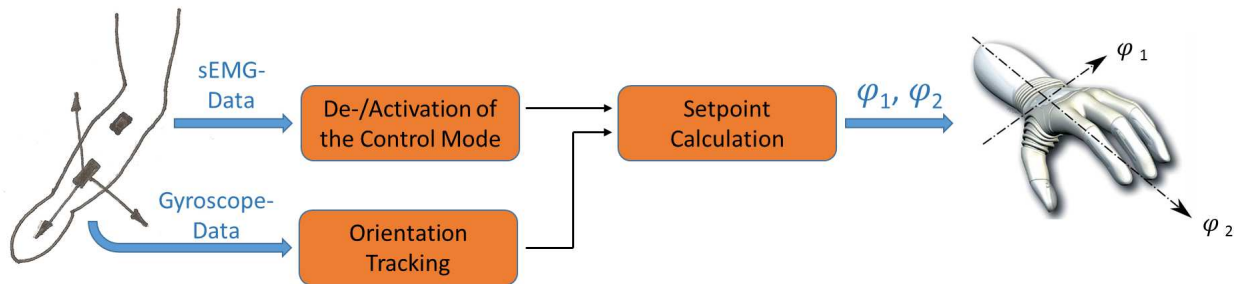 sEMG-
Data
De-/Activation of
the Control Mode
Setpoint
Calculation
φ₁, φ₂
φ ₁
φ ₂
Gyroscope-
Data
Orientation
Tracking